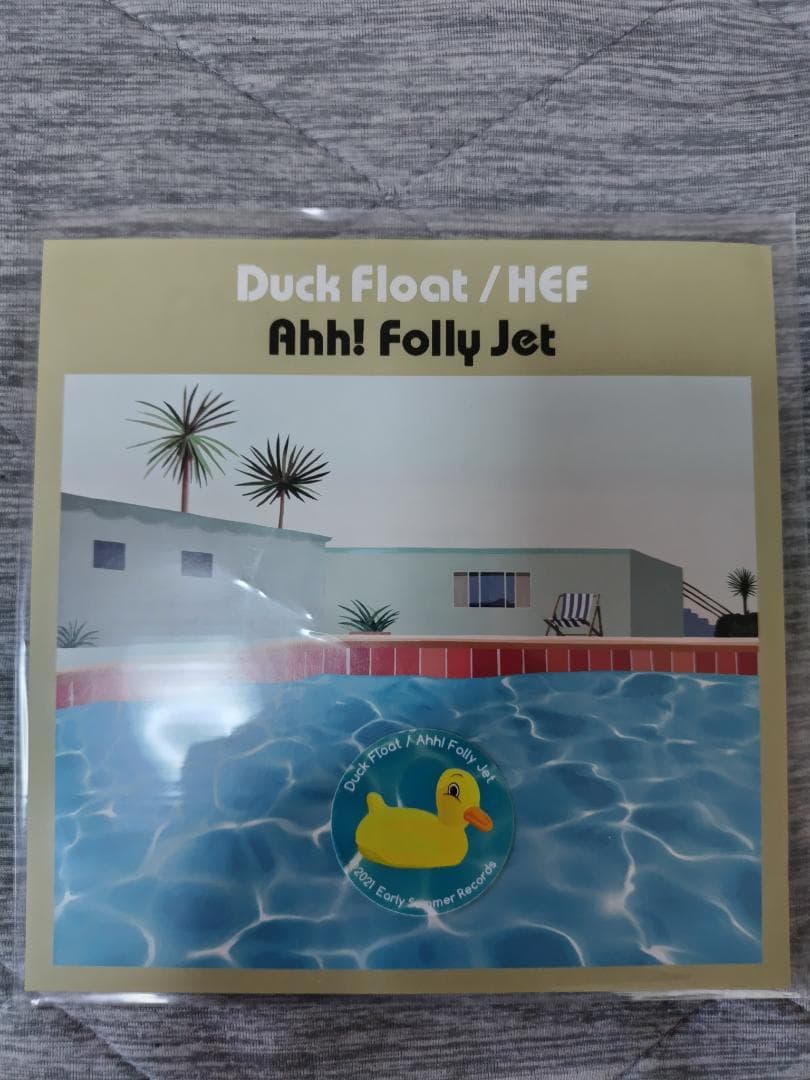 Duck Float / HEF
Ahh! Folly Jet
Duck Float / Ahh! Folly Jet
2021 Early Summer Records